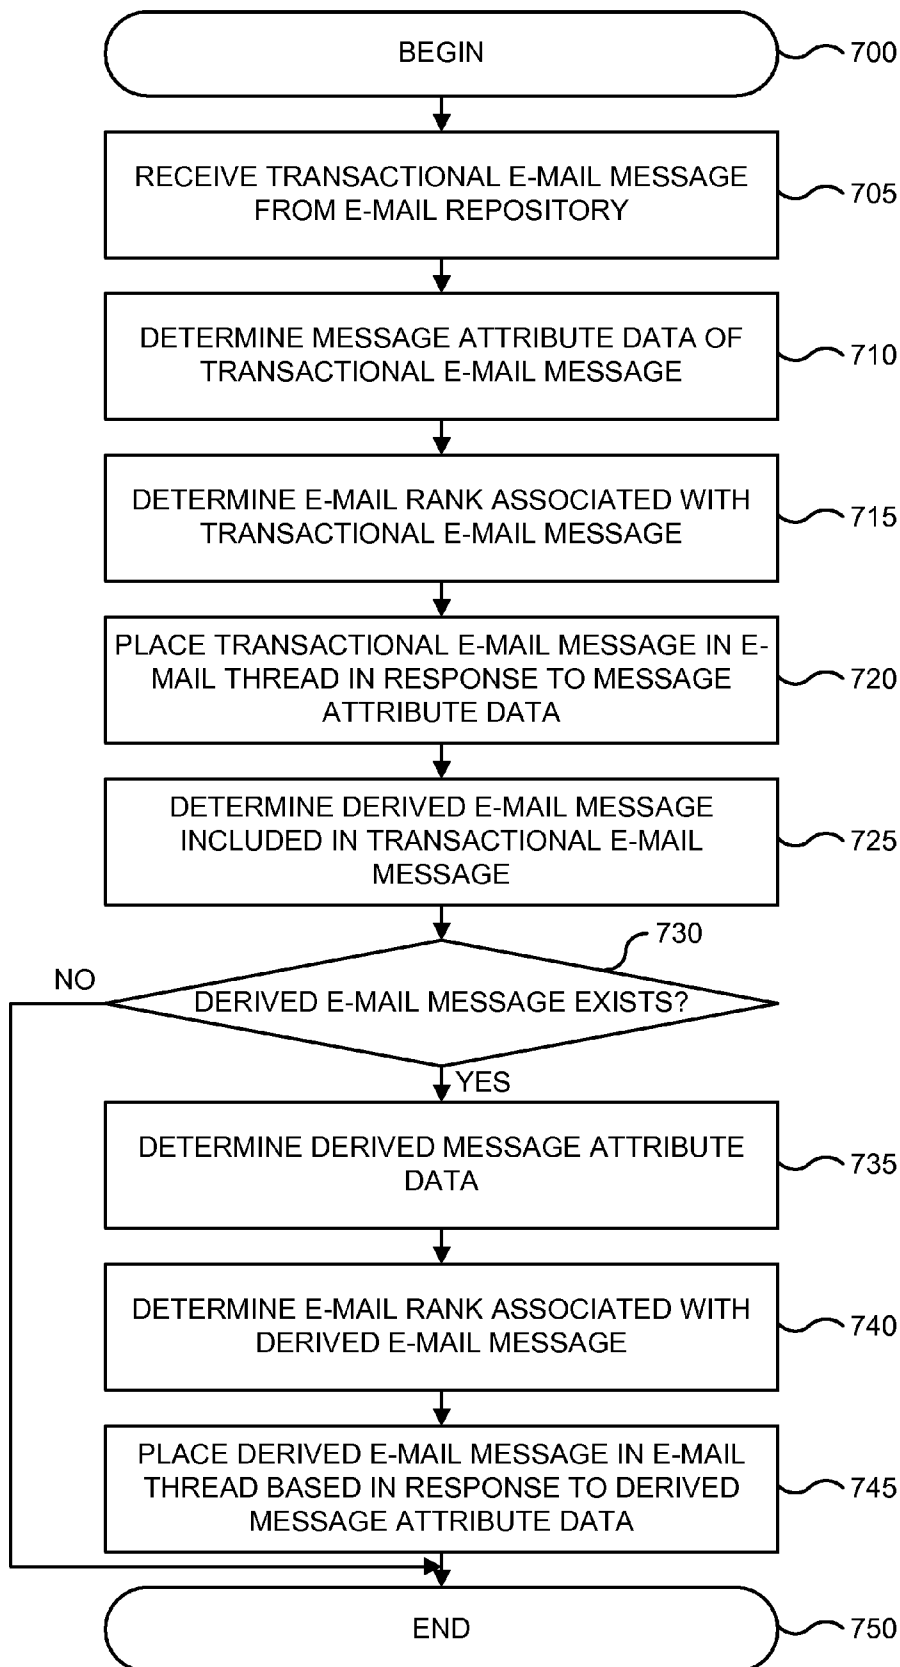 BEGIN
700
RECEIVE TRANSACTIONAL E-MAIL MESSAGE
FROM E-MAIL REPOSITORY
705
DETERMINE MESSAGE ATTRIBUTE DATA OF
TRANSACTIONAL E-MAIL MESSAGE
710
DETERMINE E-MAIL RANK ASSOCIATED WITH
TRANSACTIONAL E-MAIL MESSAGE
715
PLACE TRANSACTIONAL E-MAIL MESSAGE IN E-
MAIL THREAD IN RESPONSE TO MESSAGE
ATTRIBUTE DATA
720
DETERMINE DERIVED E-MAIL MESSAGE
INCLUDED IN TRANSACTIONAL E-MAIL
MESSAGE
725
730
NO
DERIVED E-MAIL MESSAGE EXISTS?
YES
DETERMINE DERIVED MESSAGE ATTRIBUTE
DATA
735
DETERMINE E-MAIL RANK ASSOCIATED WITH
DERIVED E-MAIL MESSAGE
740
PLACE DERIVED E-MAIL MESSAGE IN E-MAIL
THREAD BASED IN RESPONSE TO DERIVED
MESSAGE ATTRIBUTE DATA
745
END
750